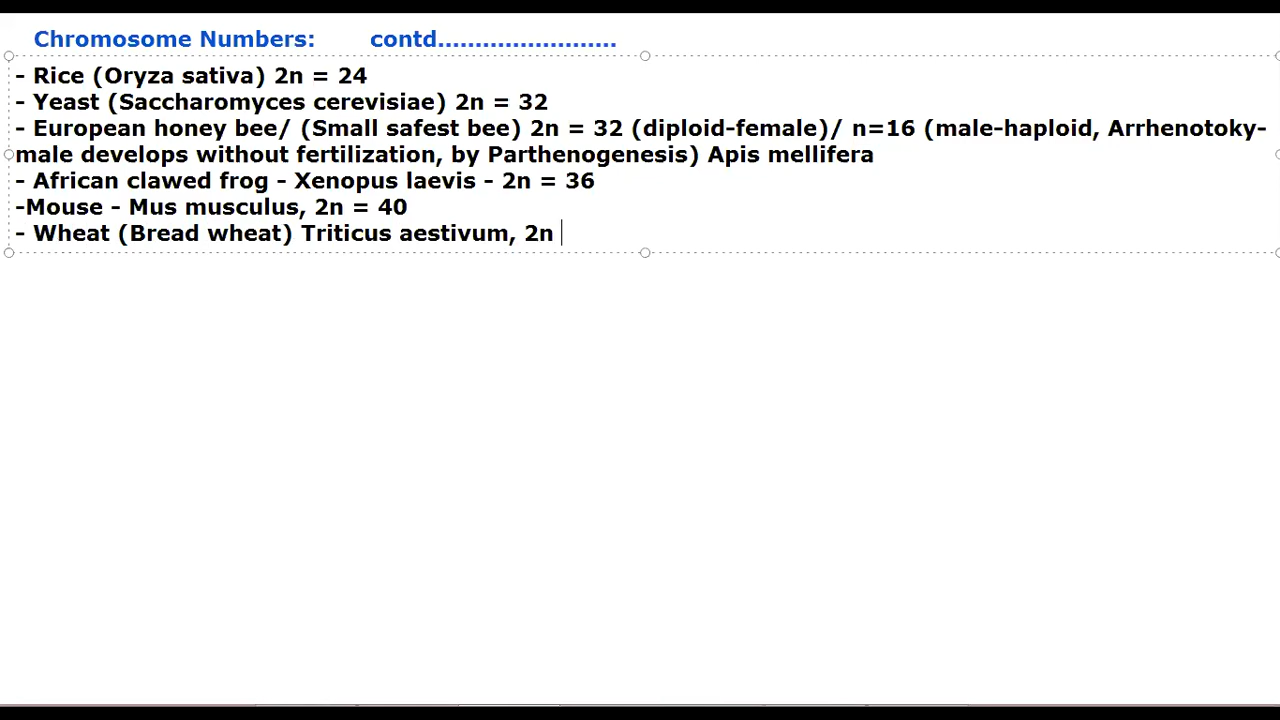 Chromosome Numbers: contd........................
- Rice (Oryza sativa) 2n = 24
- Yeast (Saccharomyces cerevisiae) 2n = 32
- European honey bee/ (Small safest bee) 2n = 32 (diploid-female)/ n=16 (male-haploid, Arrhenotoky-
male develops without fertilization, by Parthenogenesis) Apis mellifera
- African clawed frog - Xenopus laevis - 2n = 36
-Mouse - Mus musculus, 2n = 40
- Wheat (Bread wheat) Triticus aestivum, 2n